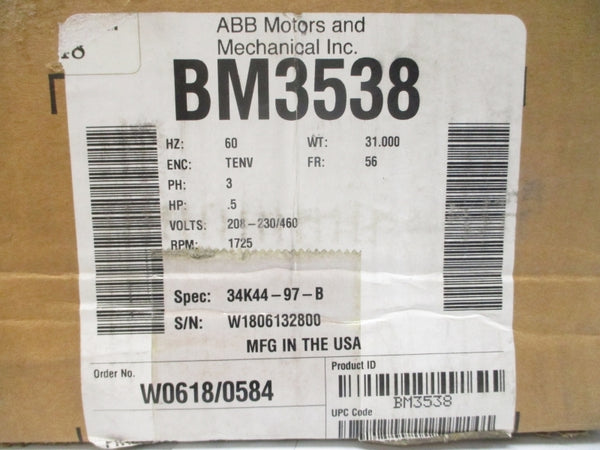 ABB Motors and
Mechanical Inc.
BM3538
HZ: 60 WT: 31.000
ENC: TENV FR: 56
PH: 3
HP: .5
VOLTS: 208-230/460
RPM: 1725
Spec: 34K44-97-B
S/N: W1806132800
MFG IN THE USA
Order No.
W0618/0584
Product ID
BM3538
UPC Code